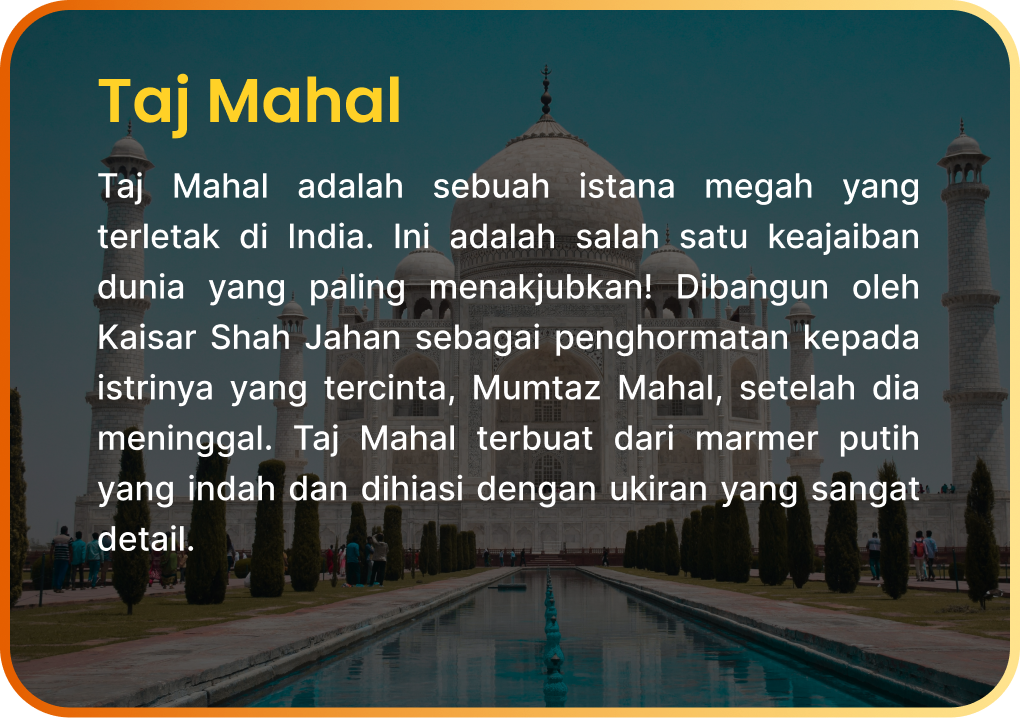 Taj Mahal
Taj Mahal adalah sebuah istana megah yang
terletak di India. Ini adalah salah satu keajaiban
dunia yang paling menakjubkan! Dibangun oleh
Kaisar Shah Jahan sebagai penghormatan kepada
istrinya yang tercinta, Mumtaz Mahal, setelah dia
meninggal. Taj Mahal terbuat dari marmer putih
yang indah dan dihiasi dengan ukiran yang sangat
detail.